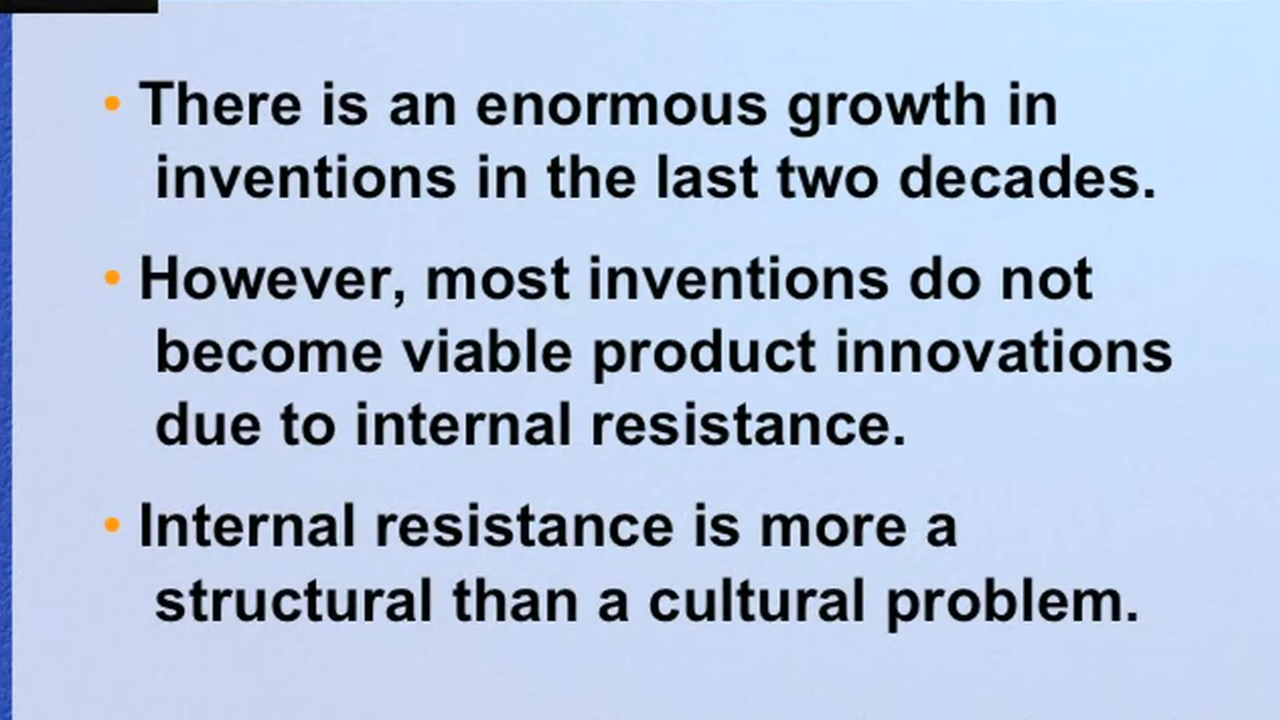 • There is an enormous growth in
inventions in the last two decades.
• However, most inventions do not
become viable product innovations
due to internal resistance.
• Internal resistance is more a
structural than a cultural problem.